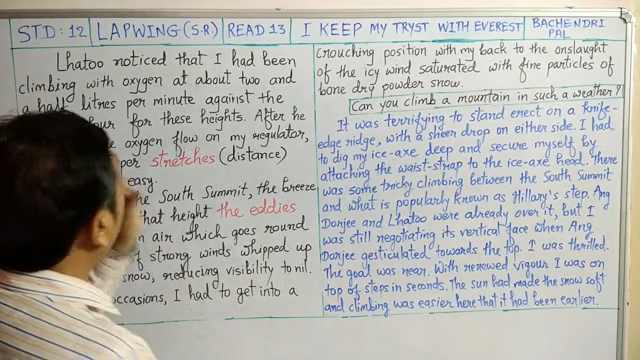 STD: 12 LAPWING (S.R.) READ 13 I KEEP MY TRYST WITH EVEREST BACHENDRI PAL
Lhatoo noticed that I had been
climbing with oxygen at about two and
a half litres per minute against the
for these heights. After he
oxygen flow on my regulator,
stretches (distance)
easy.
South Summit, the breeze
that height the eddies
air which goes round
strong winds whipped up
snow, reducing visibility to nil.
occasions, I had to get into a
Crouching position with my back to the onslaught
of the icy wind saturated with fine particles of
bone dry powder snow.
Can you climb a mountain in such a weather?
It was terrifying to stand erect on a knife-
edge ridge, with a sheer drop on either side. I had
to dig my ice-axe deep and secure myself by
attaching the waist-strap to the ice-axe head. There
was some tricky climbing between the South Summit
and what is popularly known as Hillary's step. Ang
Dorjee and Lhatoo were already over it, but I
was still negotiating its vertical face when Ang
Dorjee gesticulated towards the top. I was thrilled.
The goal was near. With renewed vigour I was on
top of steps in seconds. The sun had made the snow soft
and climbing was easier here that it had been earlier.